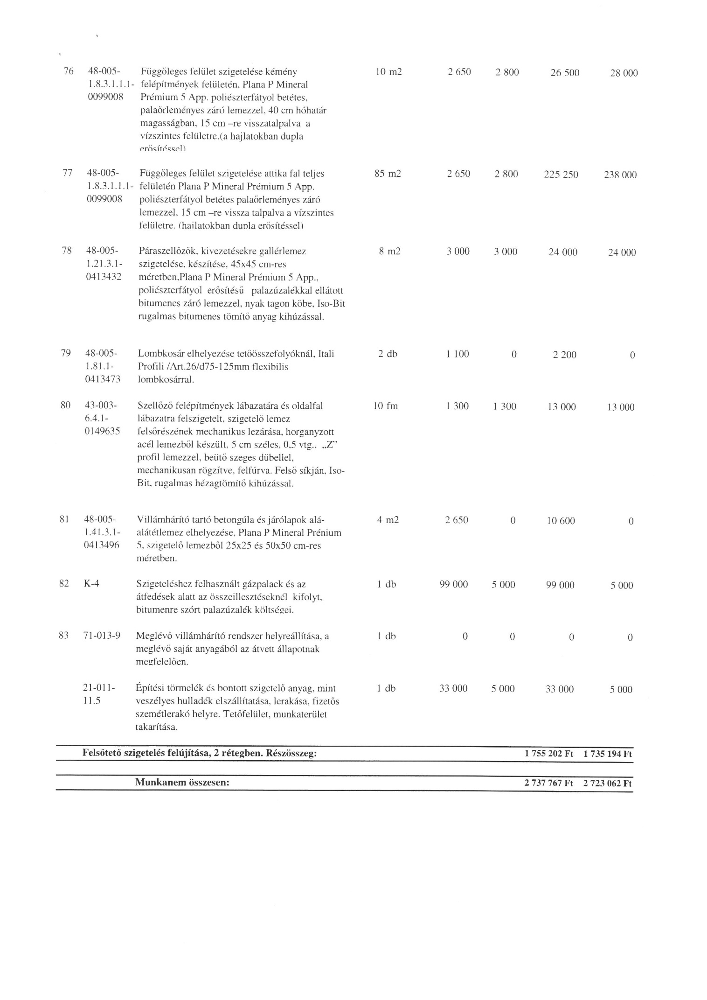 76 48-005- Függőleges felület szigetelése kémény 10 m2 2 650 2 800 26 500 28 000
1.8.3.1.1.1- felépítmények felületén, Plana P Mineral
0099008 Prémium 5 App. poliészterfátyol betétes,
palaőrleményes záró lemezzel, 40 cm hóhatár
magasságban, 15 cm –re visszatalpalva a
vízszintes felületre.(a hajlatokban dupla
erősítéssel)
77 48-005- Függőleges felület szigetelése attika fal teljes 85 m2 2 650 2 800 225 250 238 000
1.8.3.1.1.1- felületén Plana P Mineral Prémium 5 App.
0099008 poliészterfátyol betétes palaőrleményes záró
lemezzel, 15 cm –re vissza talpalva a vízszintes
felületre. (hajlatokban dupla erősítéssel)
78 48-005- Páraszellőzők, kivezetésekre gallérlemez 8 m2 3 000 3 000 24 000 24 000
1.21.3.1- szigetelése, készítése, 45x45 cm-res
0413432 méretben,Plana P Mineral Prémium 5 App.,
poliészterfátyol erősítésű palazúzalékkal ellátott
bitumenes záró lemezzel, nyak tagon köbe, Iso-Bit
rugalmas bitumenes tömítő anyag kihúzással.
79 48-005- Lombkosár elhelyezése tetőösszefolyóknál, Itali 2 db 1 100 0 2 200 0
1.81.1- Profili /Art.26/d75-125mm flexibilis
0413473 lombkosárral.
80 43-003- Szellőző felépítmények lábazatára és oldalfal 10 fm 1 300 1 300 13 000 13 000
6.4.1- lábazatra felszigetelt, szigetelő lemez
0149635 felsőrészének mechanikus lezárása, horganyzott
acél lemezből készült, 5 cm széles, 0,5 vtg., „Z”
profil lemezzel, beütő szeges dübellel,
mechanikusan rögzítve, felfúrva. Felső síkján, Iso-
Bit, rugalmas hézagtömítő kihúzással.
81 48-005- Villámhárító tartó betongúla és járólapok alá- 4 m2 2 650 0 10 600 0
1.41.3.1- alátétlemez elhelyezése, Plana P Mineral Prénium
0413496 5, szigetelő lemezből 25x25 és 50x50 cm-res
méretben.
82 K-4 Szigeteléshez felhasznált gázpalack és az 1 db 99 000 5 000 99 000 5 000
átfedések alatt az összeillesztéseknél kifolyt,
bitumenre szórt palazúzalék költségei.
83 71-013-9 Meglévő villámhárító rendszer helyreállítása, a 1 db 0 0 0 0
meglévő saját anyagából az átvett állapotnak
megfelelően.
21-011- Építési törmelék és bontott szigetelő anyag, mint 1 db 33 000 5 000 33 000 5 000
11.5 veszélyes hulladék elszállítatása, lerakása, fizetős
szemétlerakó helyre. Tetőfelület, munkaterület
takarítása.
Felsőtető szigetelés felújítása, 2 rétegben. Részösszeg: 1 755 202 Ft 1 735 194 Ft
Munkanem összesen: 2 737 767 Ft 2 723 062 Ft